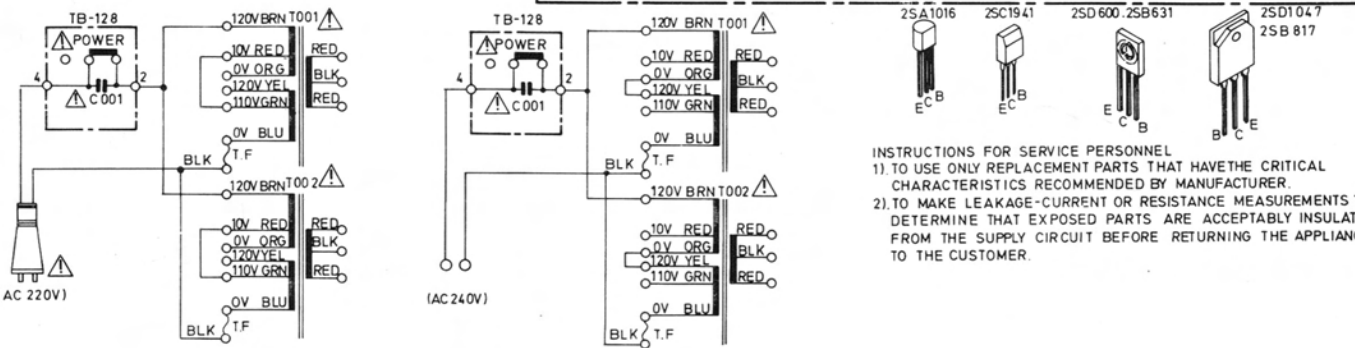 TB-128
POWER
4
2
C001
120V BRN T001
10V RED
0V ORG
120V YEL
110V GRN
0V BLU
T.F
BLK
RED
BLK
RED
120V BRN T002
10V RED
0V ORG
120V YEL
110V GRN
0V BLU
T.F
BLK
RED
BLK
RED
AC 220V)
TB-128
POWER
4
2
C001
120V BRN T001
10V RED
0V ORG
120V YEL
110V GRN
0V BLU
T.F
BLK
RED
BLK
RED
120V BRN T002
10V RED
0V ORG
120V YEL
110V GRN
0V BLU
T.F
BLK
RED
BLK
RED
(AC 240V)
2SA1016
E C B
2SC1941
E C B
2SD600.2SB631
E C B
2SD1047
2SB817
B C E
INSTRUCTIONS FOR SERVICE PERSONNEL
1). TO USE ONLY REPLACEMENT PARTS THAT HAVE THE CRITICAL
CHARACTERISTICS RECOMMENDED BY MANUFACTURER.
2). TO MAKE LEAKAGE-CURRENT OR RESISTANCE MEASUREMENTS
DETERMINE THAT EXPOSED PARTS ARE ACCEPTABLY INSULAT
FROM THE SUPPLY CIRCUIT BEFORE RETURNING THE APPLIAN
TO THE CUSTOMER.